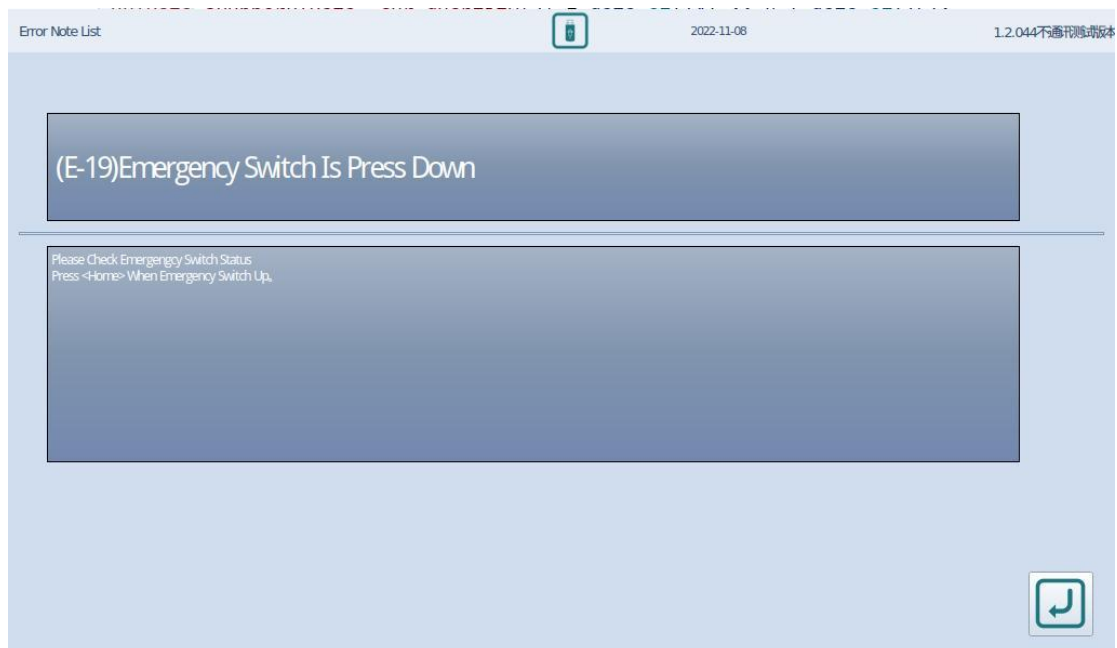 Error Note List
2022-11-08
1.2.044不通讯测试版本
(E-19)Emergency Switch Is Press Down
Please Check Emergengcy Switch Status
Press <Home> When Emergency Switch Up。